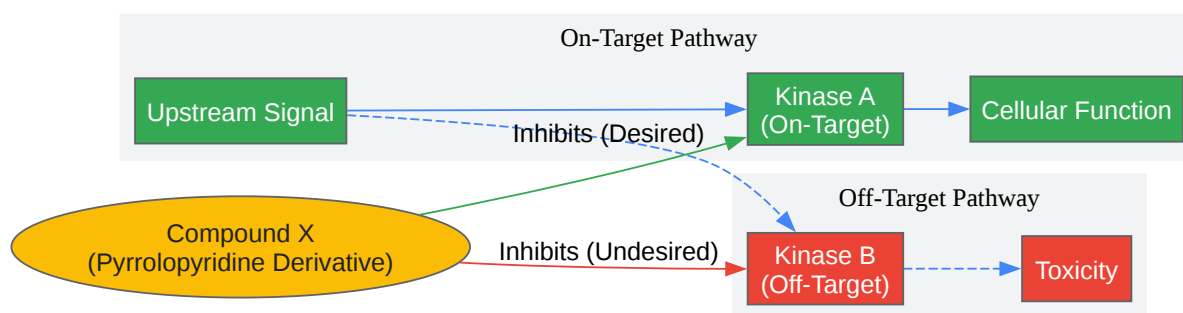 On-Target Pathway
Upstream Signal
Kinase A
(On-Target)
Cellular Function
Inhibits (Desired)
Compound X
(Pyrrolopyridine Derivative)
Inhibits (Undesired)
Off-Target Pathway
Kinase B
(Off-Target)
Toxicity